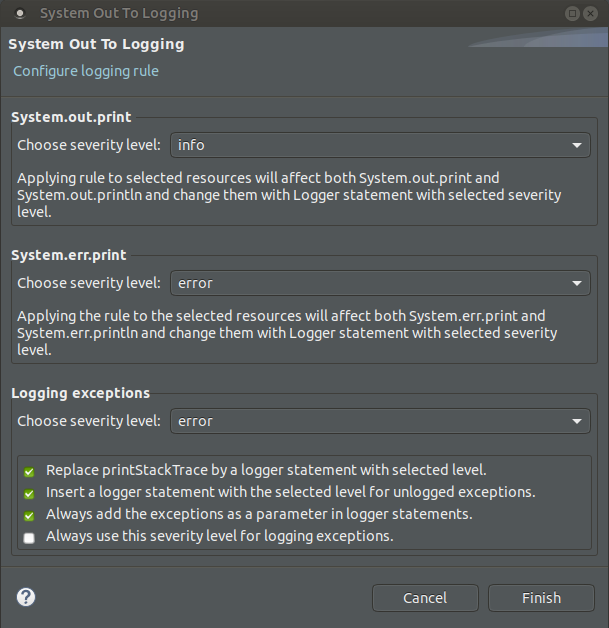 System Out To Logging
System Out To Logging
Configure logging rule
System.out.print
Choose severity level: info
Applying rule to selected resources will affect both System.out.print and
System.out.println and change them with Logger statement with selected severity
level.
System.err.print
Choose severity level: error
Applying the rule to the selected resources will affect both System.err.print and
System.err.println and change them with Logger statement with selected severity
level.
Logging exceptions
Choose severity level: error
Replace printStackTrace by a logger statement with selected level.
Insert a logger statement with the selected level for unlogged exceptions.
Always add the exceptions as a parameter in logger statements.
Always use this severity level for logging exceptions.
? Cancel Finish